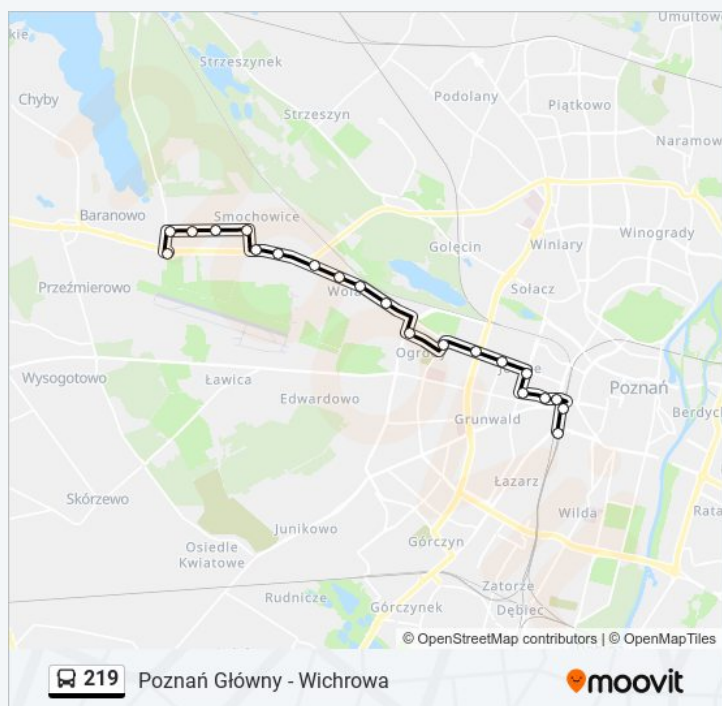 Umultowo
Strzeszynek
Chyby
Podolany
Piątkowo
Strzeszyn
Naramow
Baranowo
Smochowice
Golęcin
Winiary
Winogrady
Przeźmierowo
Sołacz
Wola
Ogro
Wysogotowo
Ławica
Poznań
Edwardowo
Berdych
Grunwald
Łazarz
Skórzewo
Wilda
Rata
Junikowo
Osiedle
Kwiatowe
Górczyn
Zatorze
Rudnicze
Dębiec
Górczynek
© OpenStreetMap contributors | © OpenMapTiles
219 Poznań Główny - Wichrowa
moovit